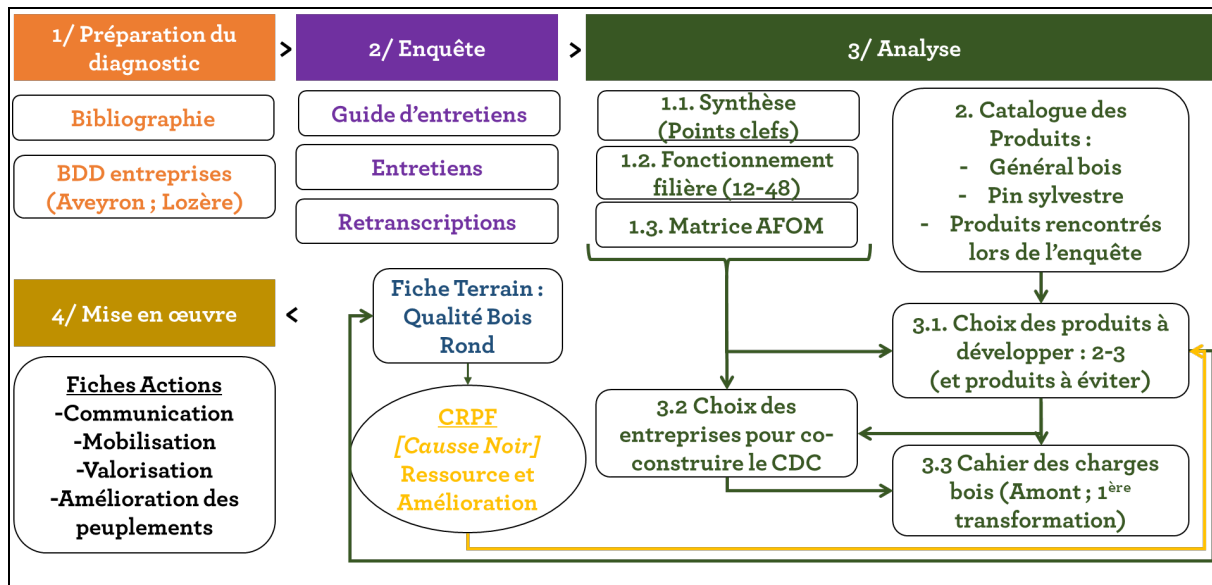 1/ Préparation du
diagnostic
>
2/ Enquête
>
3/ Analyse
Bibliographie
BDD entreprises
(Aveyron ; Lozère)
Guide d'entretiens
Entretiens
Retranscriptions
1.1. Synthèse
(Points clefs)
1.2. Fonctionnement
filière (12-48)
1.3. Matrice AFOM
2. Catalogue des
Produits :
- Général bois
- Pin sylvestre
- Produits rencontrés
lors de l'enquête
4/ Mise en œuvre
<
Fiches Actions
-Communication
-Mobilisation
-Valorisation
-Amélioration des
peuplements
Fiche Terrain :
Qualité Bois
Rond
CRPF
[Causse Noir]
Ressource et
Amélioration
3.1. Choix des produits à
développer : 2-3
(et produits à éviter)
3.2 Choix des
entreprises pour co-
construire le CDC
3.3 Cahier des charges
bois (Amont ; 1ère
transformation)